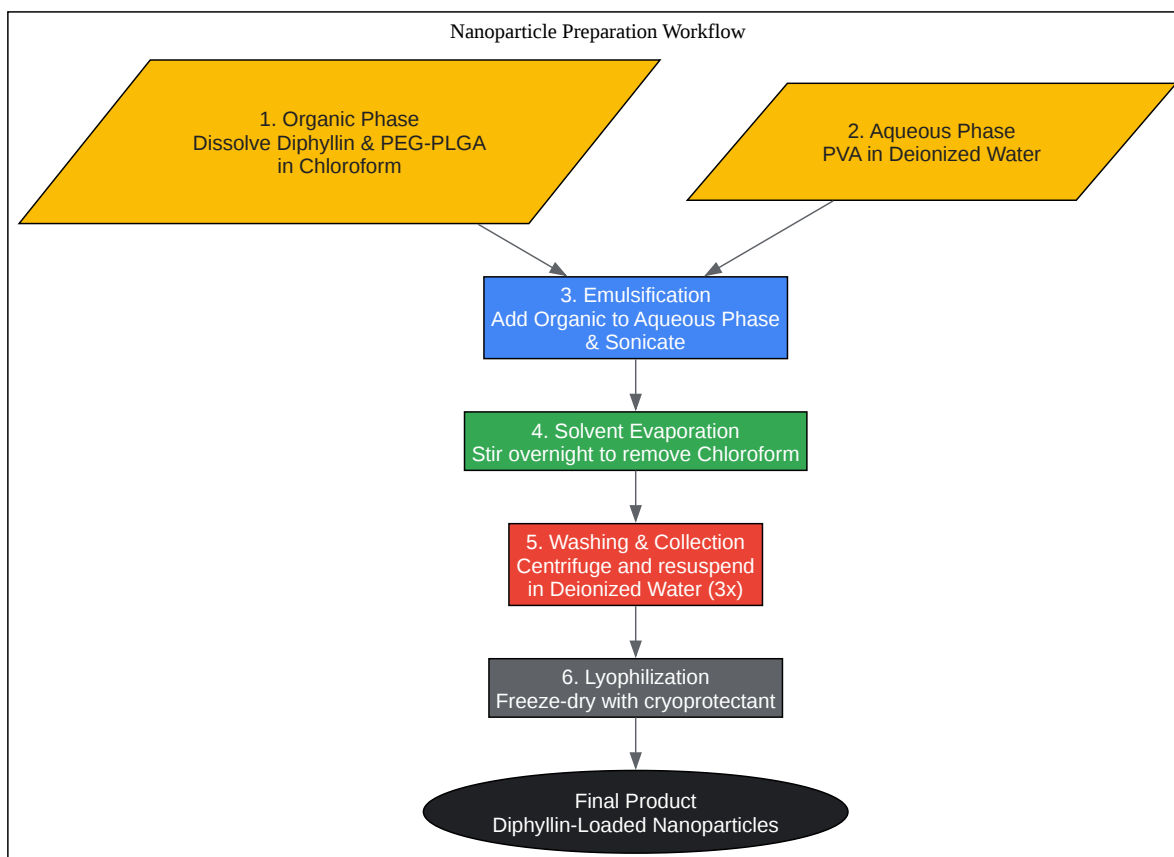 Nanoparticle Preparation Workflow
1. Organic Phase
Dissolve Diphyllin & PEG-PLGA
in Chloroform
2. Aqueous Phase
PVA in Deionized Water
3. Emulsification
Add Organic to Aqueous Phase
& Sonicate
4. Solvent Evaporation
Stir overnight to remove Chloroform
5. Washing & Collection
Centrifuge and resuspend
in Deionized Water (3x)
6. Lyophilization
Freeze-dry with cryoprotectant
Final Product
Diphyllin-Loaded Nanoparticles